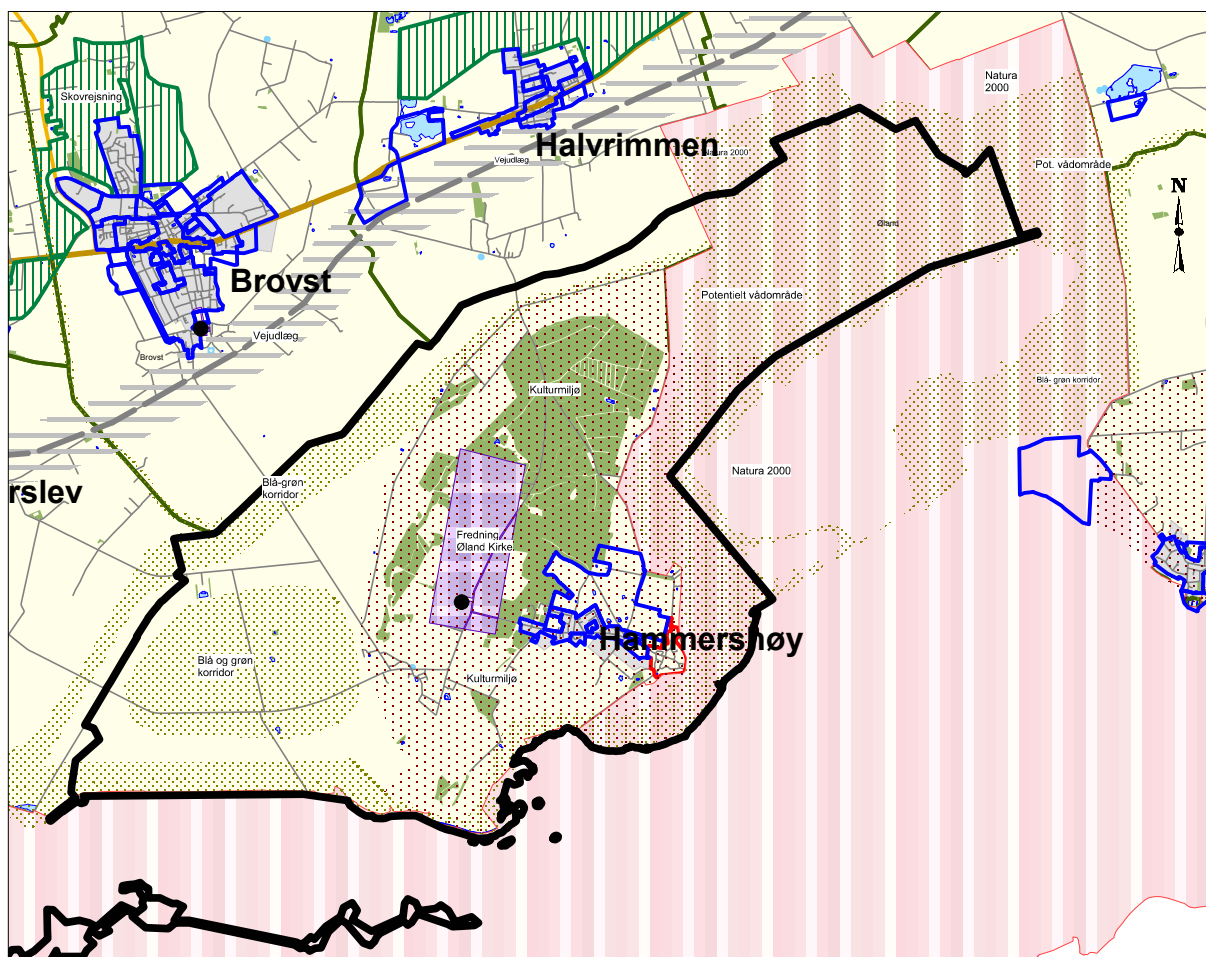 Natura
2000
Skovrejsning
Halvrimmen
Natura 2000
Vejudlæg
Pot. vådområde
N
Øland
Brovst
Potentielt vådområde
Vejudlæg
Brovst
Blå- grøn korridor
Kulturmiljø
Natura 2000
rslev
Blå-grøn
korridor
Fredning
Øland Kirke
Hammershøy
Blå og grøn
korridor
Kulturmiljø